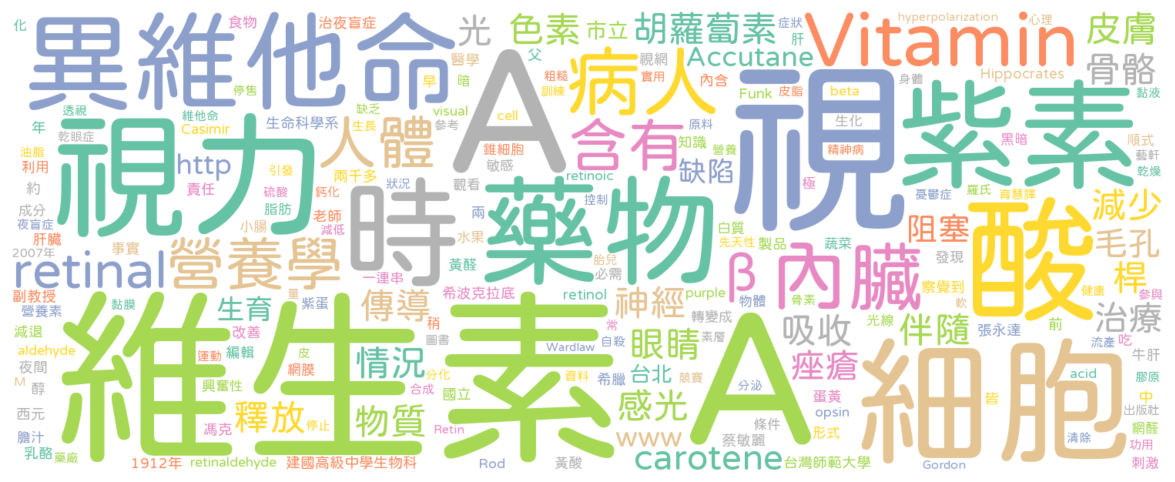 化 食物 治夜盲症 光 色素 市立 胡蘿蔔素 Vitamin hyperpolarization 心理 皮膚
異維他命 A 醫學 父 視網 Accutane 症狀 肝 Hippocrates 骨骼
停售 早 暗 病人 粗糙 實用 內含 身體
透視 維他命 缺乏 visual 訓練 皮脂 Funk beta 視 紫素 黏液
年 乾眼症 Casimir 生命科學系 生長 參考 cell 原料 生化 黑暗 順式
視力 人體 含有 知識 營養 精神病 藝軒
油脂 利用 http 引發 兩千多 錐細胞 敏感 缺陷 極 乾燥
約 責任 硫酸 鈣化 狀況 觀看 retinoic 憂鬱症 羅氏 育慧譯
成分 脂肪 時 兩 控制 藥物 白質 酸 減少
夜盲症 小腸 老師 減低 水果 先天性 製品 蔬菜 阻塞 毛孔
肝臟 事實 營養學 黃醛 胎兒 必需 β 內臟 發現
2007年 retinal 一連串 桿
副教授 黏膜 量 紫蛋 傳導 希波克拉底 retinol purple 物體 骨素 察覺到 軟 健康 參與
營養素 生育 神經 轉變成 吸收 光線 伴隨 張永達 前 治療
減退 改善 稍 常 素層 流產 吃
aldehyde 運動 編輯 皮 情況 圖書 Wardlaw 自殺 眼睛 A 痤瘡 牛肝
夜間 網膜 分化 資料 希臘 台北 競賽 分泌 蛋黃 細胞 acid 膠原
M 醇 興奮性 合成 國立 感光 opsin 皆 中 出版社
維生素 西元 釋放 停止 物質 條件 形式 網醛
膽汁 馮克 Retin www 蔡敏麗 清除 功用
乳酪 藥廠 1912年 retinaldehyde 建國高級中學生物科 Rod 黃酸 carotene 台灣師範大學 Gordon 刺激